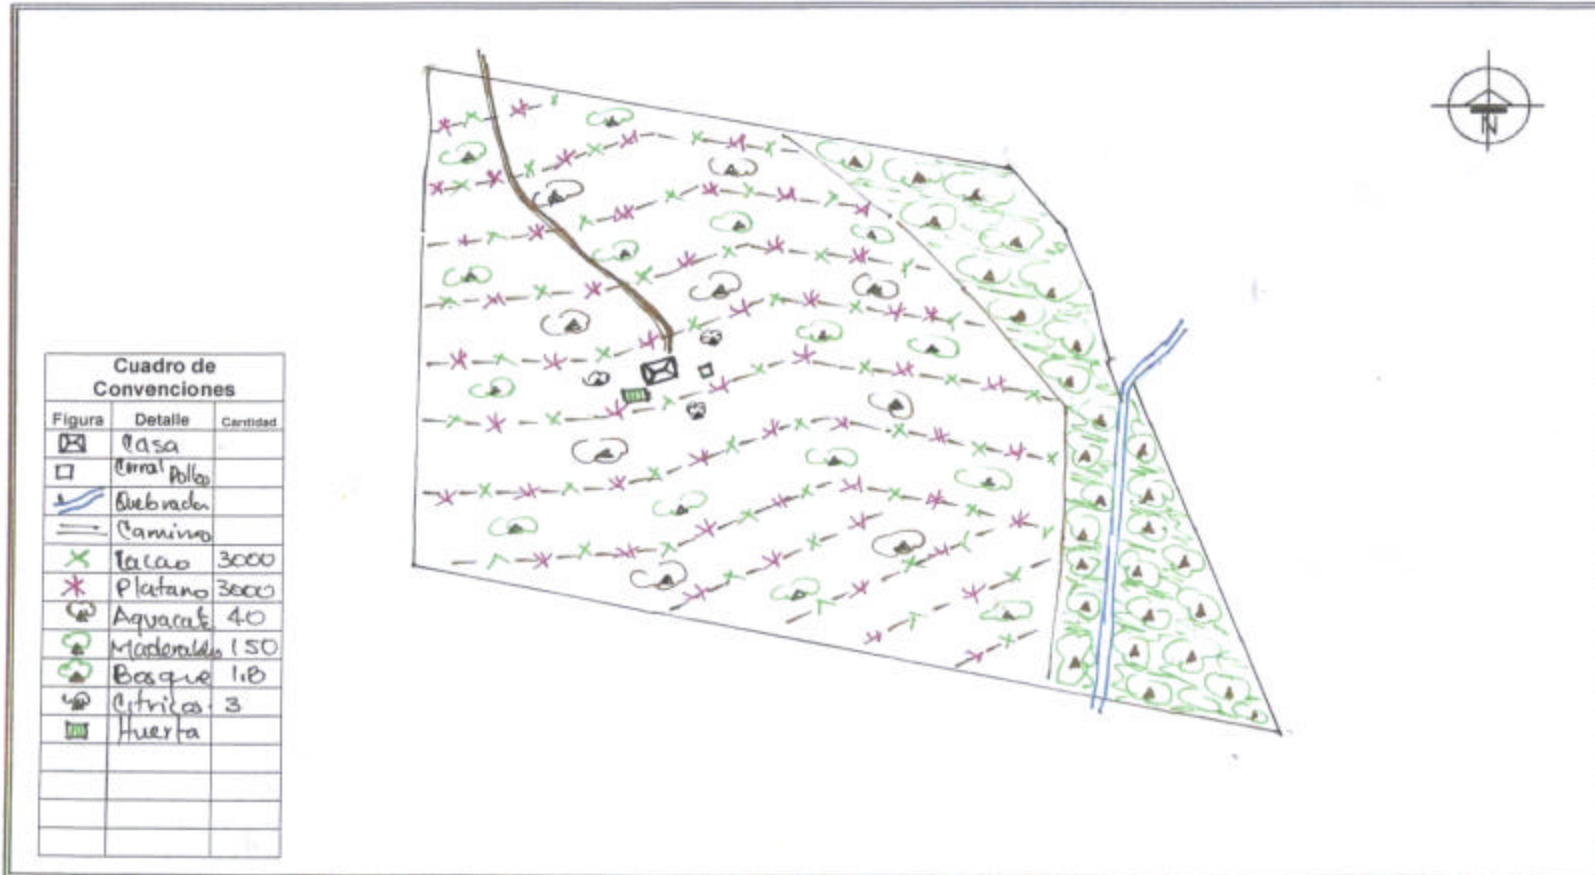 N
Cuadro de
Convenciones
Figura Detalle Cantidad
Casa
Corral Pollos
Quebrada
Camino
Cacao 3000
Platano 3000
Aguacate 40
Maderables 150
Bosque 1.8
Citricos 3
Huerta